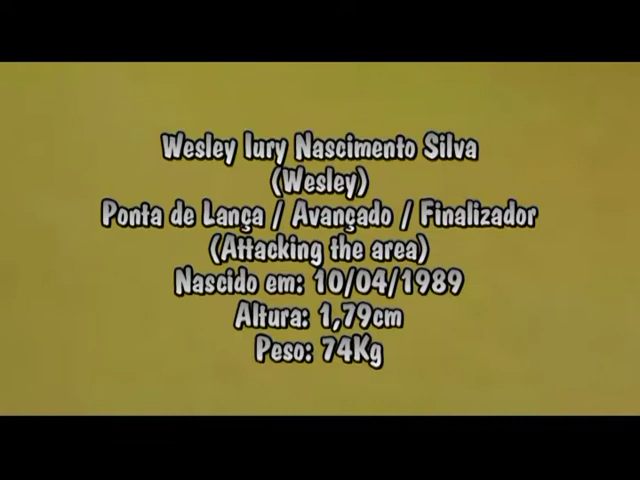 Wesley Iury Nascimento Silva
(Wesley)
Ponta de Lança / Avançado / Finalizador
(Attacking the area)
Nascido em: 10/04/1989
Altura: 1,79cm
Peso: 74Kg